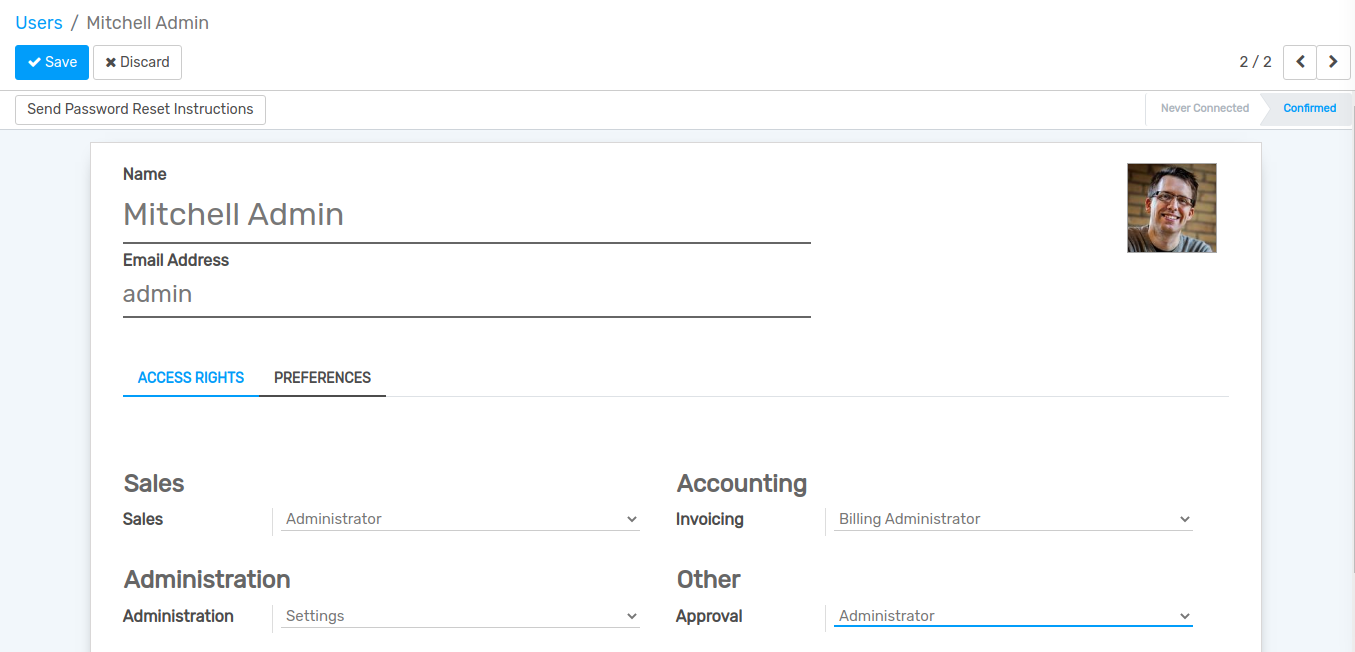 Users / Mitchell Admin
Save Discard 2 / 2
Send Password Reset Instructions Never Connected Confirmed
Name
Mitchell Admin
Email Address
admin
ACCESS RIGHTS PREFERENCES
Sales Accounting
Sales Administrator Invoicing Billing Administrator
Administration Other
Administration Settings Approval Administrator